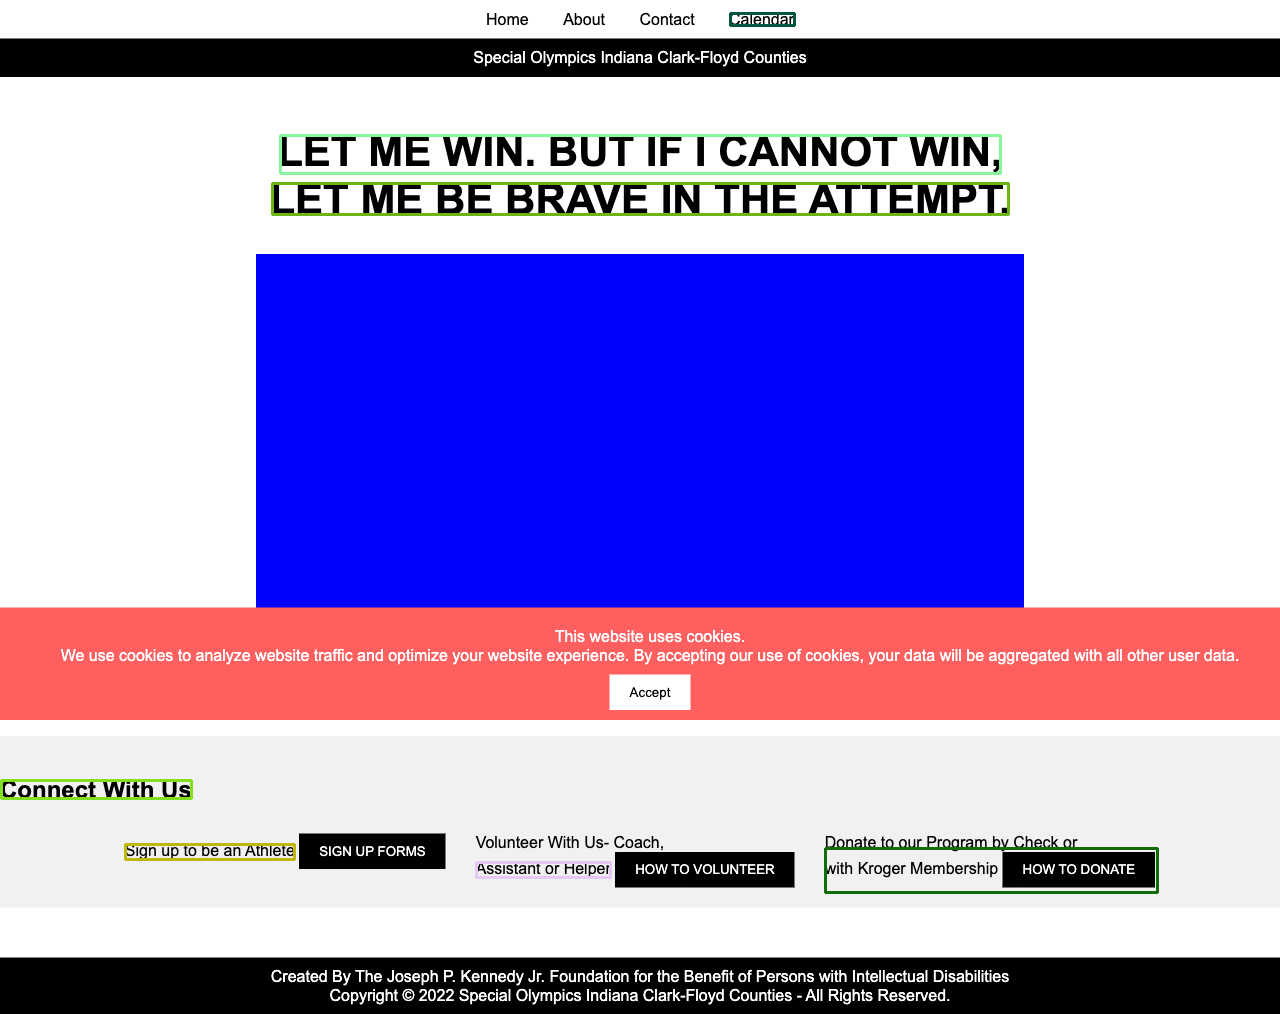 Home About Contact Calendar
Special Olympics Indiana Clark-Floyd Counties
LET ME WIN. BUT IF I CANNOT WIN,
LET ME BE BRAVE IN THE ATTEMPT.
This website uses cookies.
We use cookies to analyze website traffic and optimize your website experience. By accepting our use of cookies, your data will be aggregated with all other user data.
Accept
Connect With Us
Sign up to be an Athlete SIGN UP FORMS
Volunteer With Us- Coach,
Assistant or Helper HOW TO VOLUNTEER
Donate to our Program by Check or
with Kroger Membership HOW TO DONATE
Created By The Joseph P. Kennedy Jr. Foundation for the Benefit of Persons with Intellectual Disabilities
Copyright © 2022 Special Olympics Indiana Clark-Floyd Counties - All Rights Reserved.